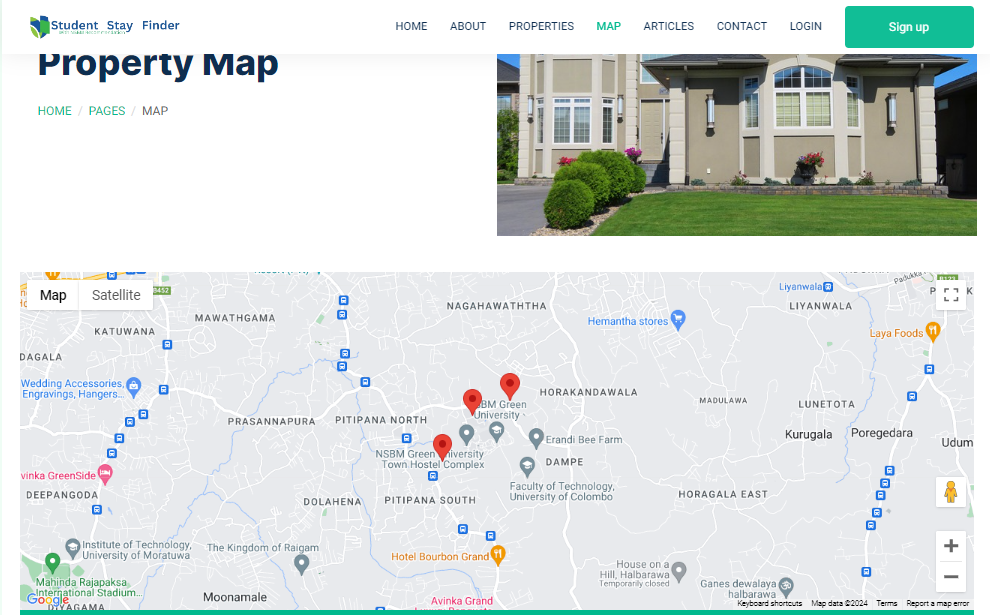 Student Stay Finder
HOME
ABOUT
PROPERTIES
MAP
ARTICLES
CONTACT
LOGIN
Sign up
Property Map
HOME / PAGES / MAP
Map
Satellite
Liyanwala
LIYANWALA
NAGAHAWATHTHA
MAWATHGAMA
KATUWANA
Hemantha stores
Laya Foods
DAGALA
Wedding Accessories,
Engravings, Hangers...
HORAKANDAWALA
MADULAWA
LUNETOTA
PRASANNAPURA
PITIPANA NORTH
SBM Green
University
Kurugala
Poregedara
Udum
Erandi Bee Farm
NSBM Green University
Town Hostel Complex
DAMPE
vinka GreenSide
DEEPANGODA
DOLAHENA
PITIPANA SOUTH
Faculty of Technology,
University of Colombo
HORAGALA EAST
Institute of Technology,
University of Moratuwa
The Kingdom of Raigam
Hotel Bourbon Grand
House on a
Hill, Halbarawa
Temporarily closed
Mahinda Rajapaksa
International Stadium...
Ganes dewalaya
halbarawa
Moonamale
Avinka Grand
Google
DIYAGAMA
Keyboard shortcuts
Map data ©2024
Terms
Report a map error